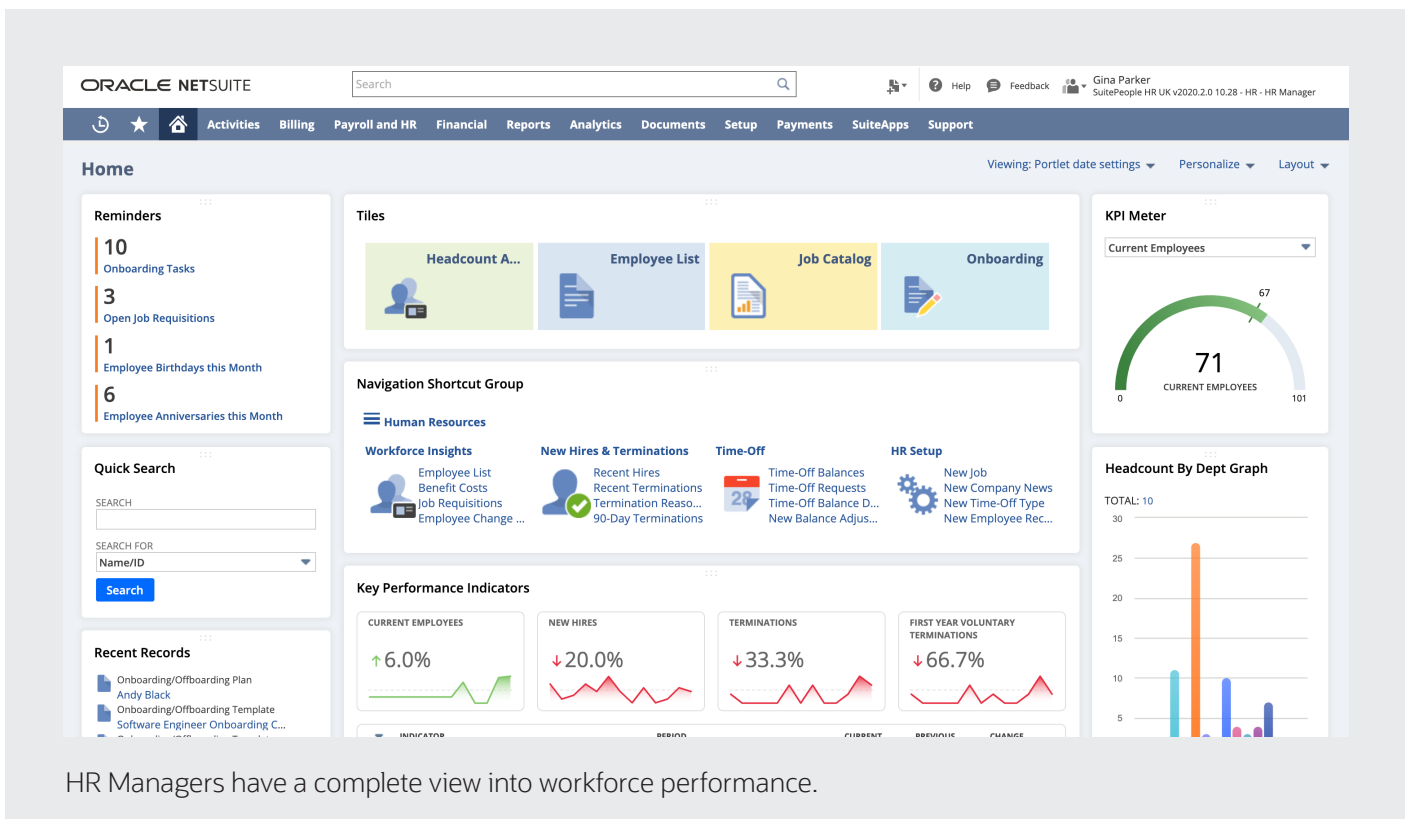 ORACLE NETSUITE
Search
Help
Feedback
Gina Parker
SuitePeople HR UK v2020.2.0 10.28 - HR - HR Manager
Activities Billing Payroll and HR Financial Reports Analytics Documents Setup Payments SuiteApps Support
Home
Viewing: Portlet date settings Personalize Layout
Reminders
10
Onboarding Tasks
3
Open Job Requisitions
1
Employee Birthdays this Month
6
Employee Anniversaries this Month
Quick Search
SEARCH
SEARCH FOR
Name/ID
Search
Recent Records
Onboarding/Offboarding Plan
Andy Black
Onboarding/Offboarding Template
Software Engineer Onboarding C...
Tiles
Headcount A...
Employee List
Job Catalog
Onboarding
Navigation Shortcut Group
Human Resources
Workforce Insights
Employee List
Benefit Costs
Job Requisitions
Employee Change ...
New Hires & Terminations
Recent Hires
Recent Terminations
Termination Reaso...
90-Day Terminations
Time-Off
28
Time-Off Balances
Time-Off Requests
Time-Off Balance D...
New Balance Adjus...
HR Setup
New Job
New Company News
New Time-Off Type
New Employee Rec...
Key Performance Indicators
CURRENT EMPLOYEES
6.0%
NEW HIRES
20.0%
TERMINATIONS
33.3%
FIRST YEAR VOLUNTARY
TERMINATIONS
66.7%
INDICATOR PERIOD CURRENT PREVIOUS CHANGE
KPI Meter
Current Employees
67
71
CURRENT EMPLOYEES
0
101
Headcount By Dept Graph
TOTAL: 10
30
25
20
15
10
5
HR Managers have a complete view into workforce performance.